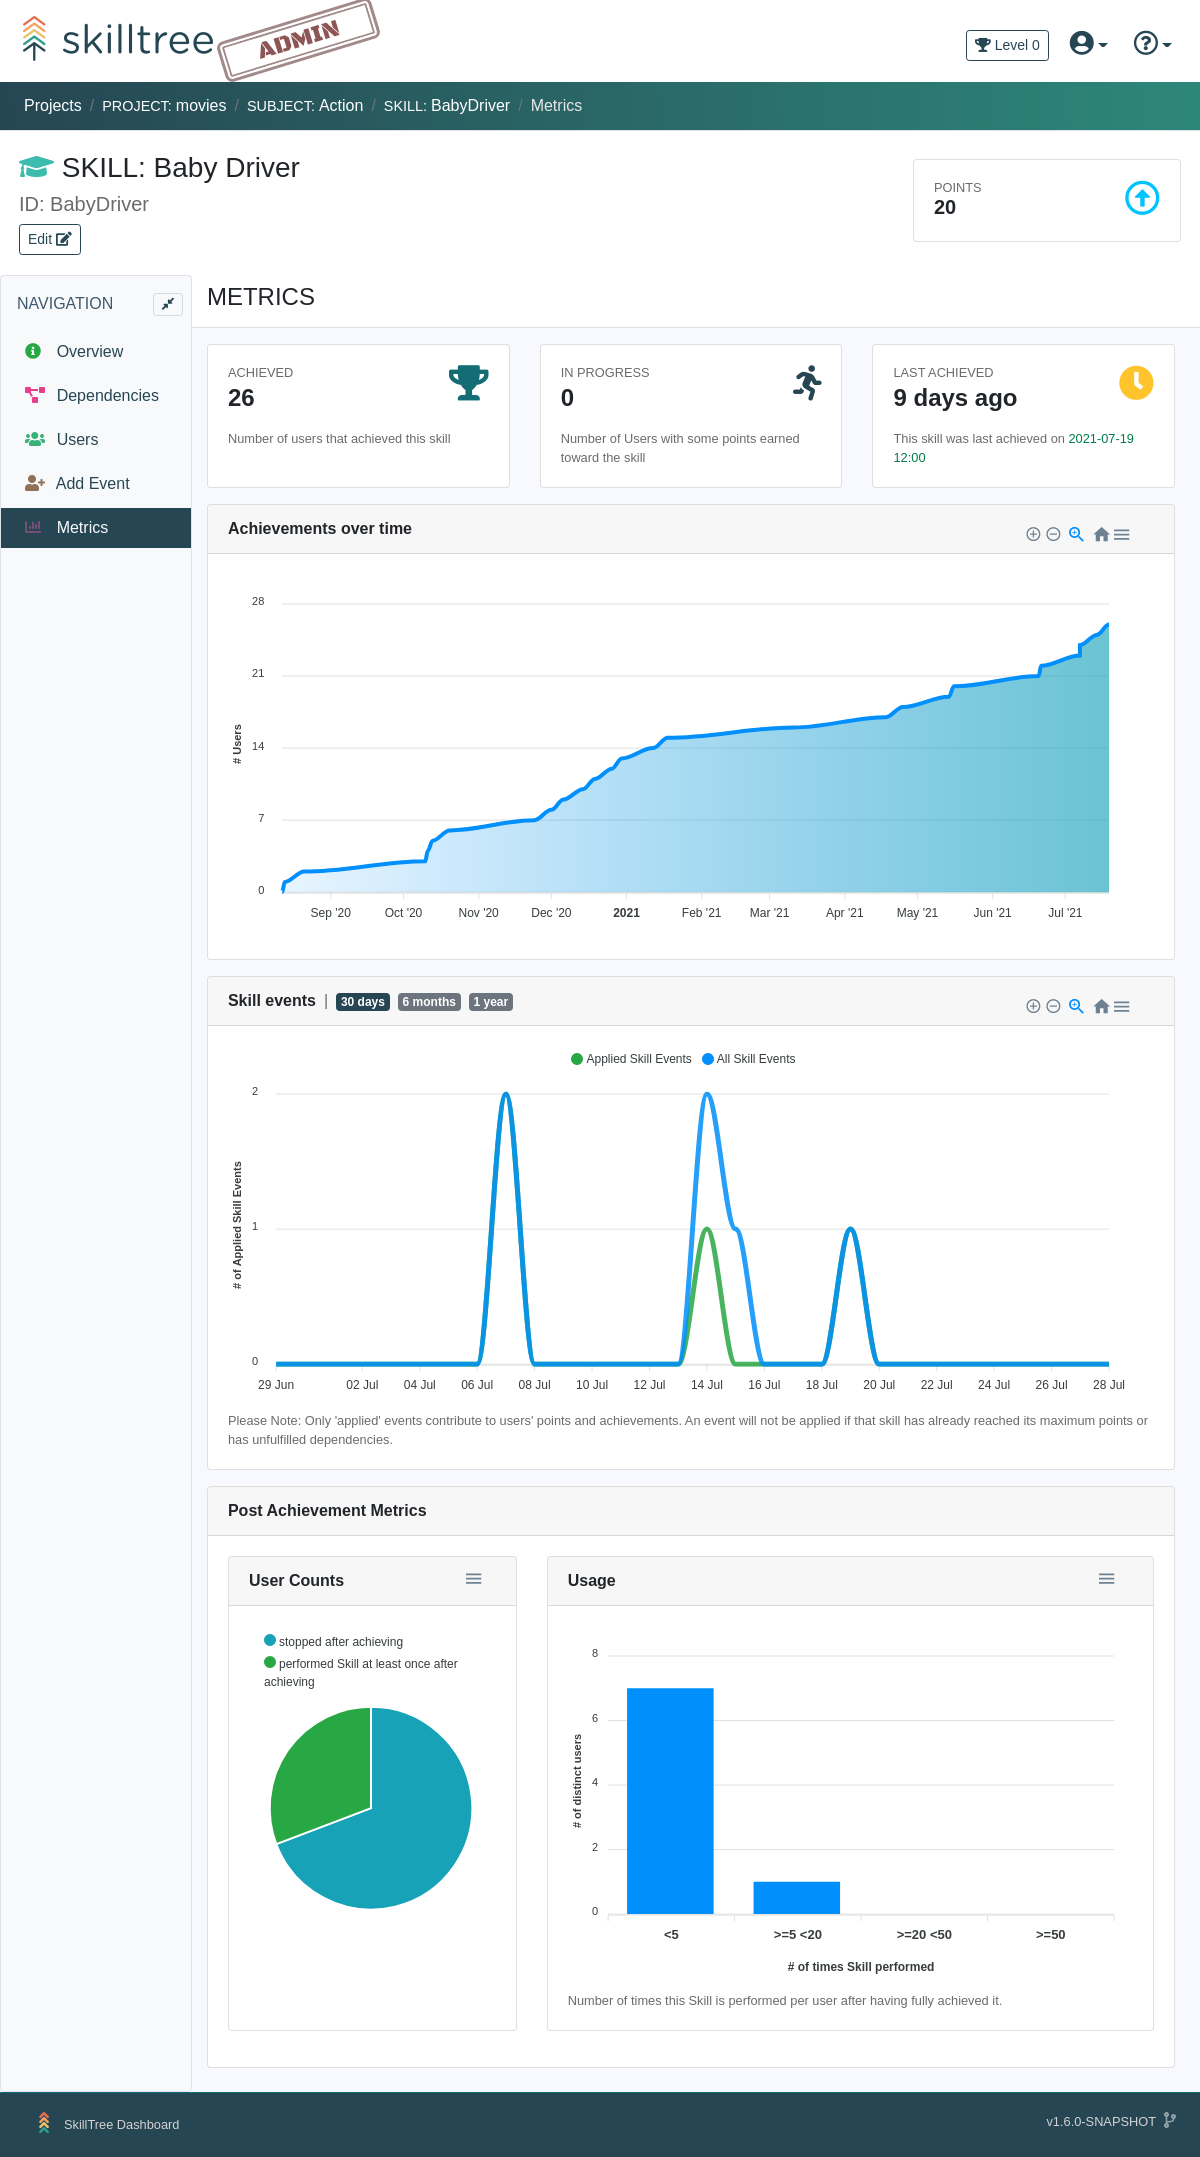 skilltree
ADMIN
Level 0
Projects / PROJECT: movies / SUBJECT: Action / SKILL: BabyDriver / Metrics
SKILL: Baby Driver
ID: BabyDriver
Edit
POINTS
20
NAVIGATION
Overview
Dependencies
Users
Add Event
Metrics
METRICS
ACHIEVED
26
Number of users that achieved this skill
IN PROGRESS
0
Number of Users with some points earned
toward the skill
LAST ACHIEVED
9 days ago
This skill was last achieved on 2021-07-19
12:00
Achievements over time
28
21
14
7
0
# Users
Sep '20 Oct '20 Nov '20 Dec '20 2021 Feb '21 Mar '21 Apr '21 May '21 Jun '21 Jul '21
Skill events | 30 days 6 months 1 year
Applied Skill Events All Skill Events
2
1
0
# of Applied Skill Events
29 Jun 02 Jul 04 Jul 06 Jul 08 Jul 10 Jul 12 Jul 14 Jul 16 Jul 18 Jul 20 Jul 22 Jul 24 Jul 26 Jul 28 Jul
Please Note: Only 'applied' events contribute to users' points and achievements. An event will not be applied if that skill has already reached its maximum points or
has unfulfilled dependencies.
Post Achievement Metrics
User Counts
stopped after achieving
performed Skill at least once after
achieving
Usage
8
6
4
2
0
# of distinct users
<5 >=5 <20 >=20 <50 >=50
# of times Skill performed
Number of times this Skill is performed per user after having fully achieved it.
SkillTree Dashboard
v1.6.0-SNAPSHOT